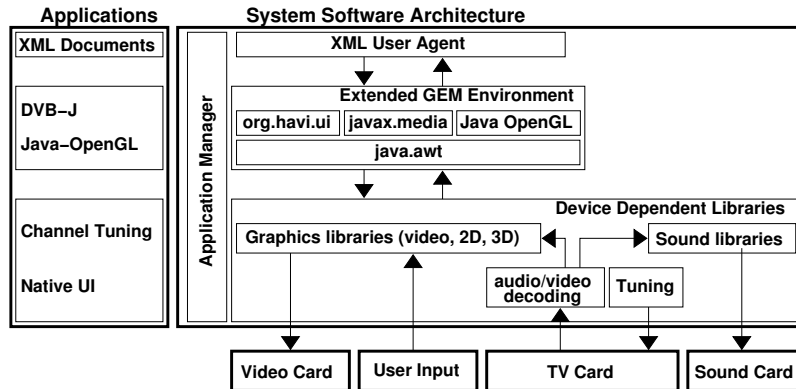 Applications
System Software Architecture
XML Documents
XML User Agent
Application Manager
Extended GEM Environment
DVB–J
org.havi.ui
javax.media
Java OpenGL
Java–OpenGL
java.awt
Device Dependent Libraries
Channel Tuning
Graphics libraries (video, 2D, 3D)
Sound libraries
Native UI
audio/video
decoding
Tuning
Video Card
User Input
TV Card
Sound Card